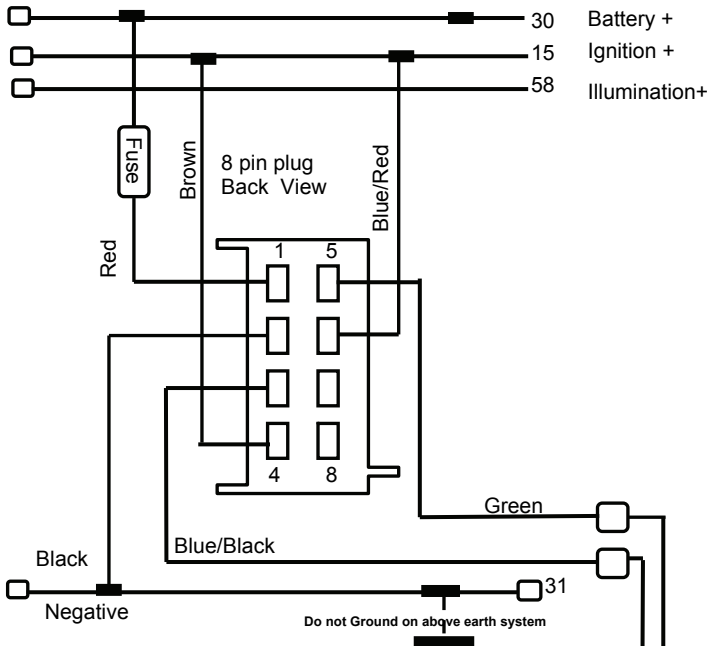 30 Battery +
15 Ignition +
58 Illumination+
Fuse
Brown
8 pin plug
Back View
Blue/Red
Red
1 5
4 8
Green
Blue/Black
Black
31
Negative
Do not Ground on above earth system